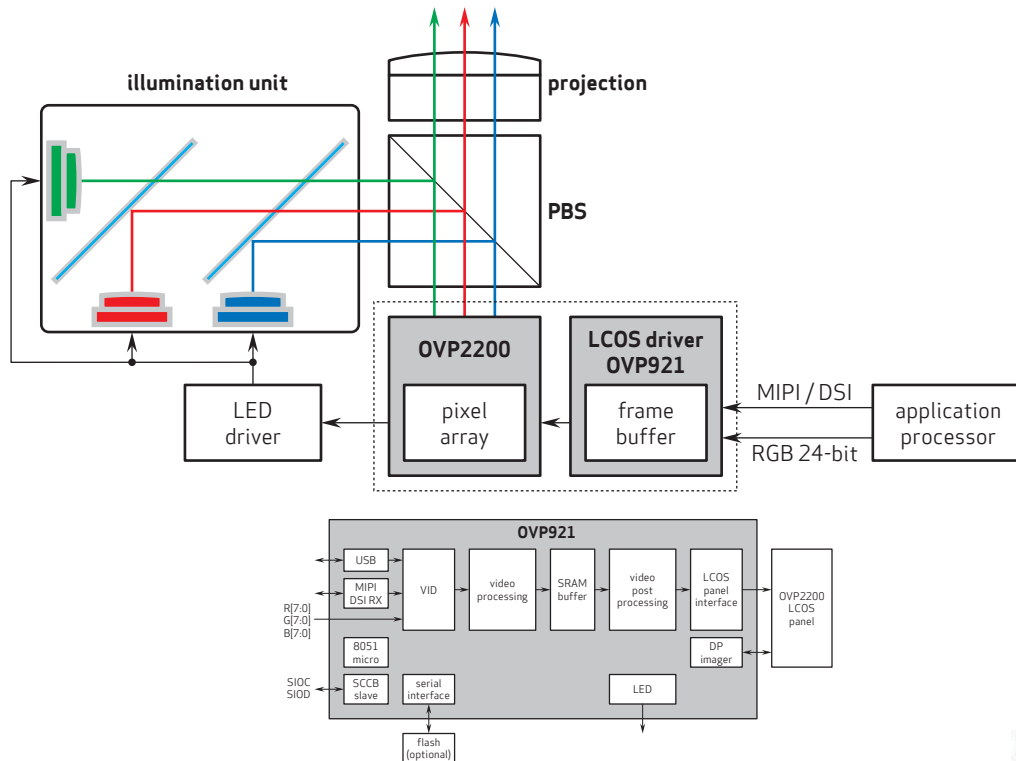 illumination unit
projection
PBS
OVP2200
pixel
array
LCOS driver
OVP921
frame
buffer
MIPI / DSI
RGB 24-bit
application
processor
LED
driver
OVP921
USB
MIPI
DSI RX
R[7:0]
G[7:0]
B[7:0]
VID
video
processing
SRAM
buffer
video
post
processing
LCOS
panel
interface
OVP2200
LCOS
panel
8051
micro
DP
imager
SIOC
SIOD
SCCB
slave
serial
interface
LED
flash
(optional)